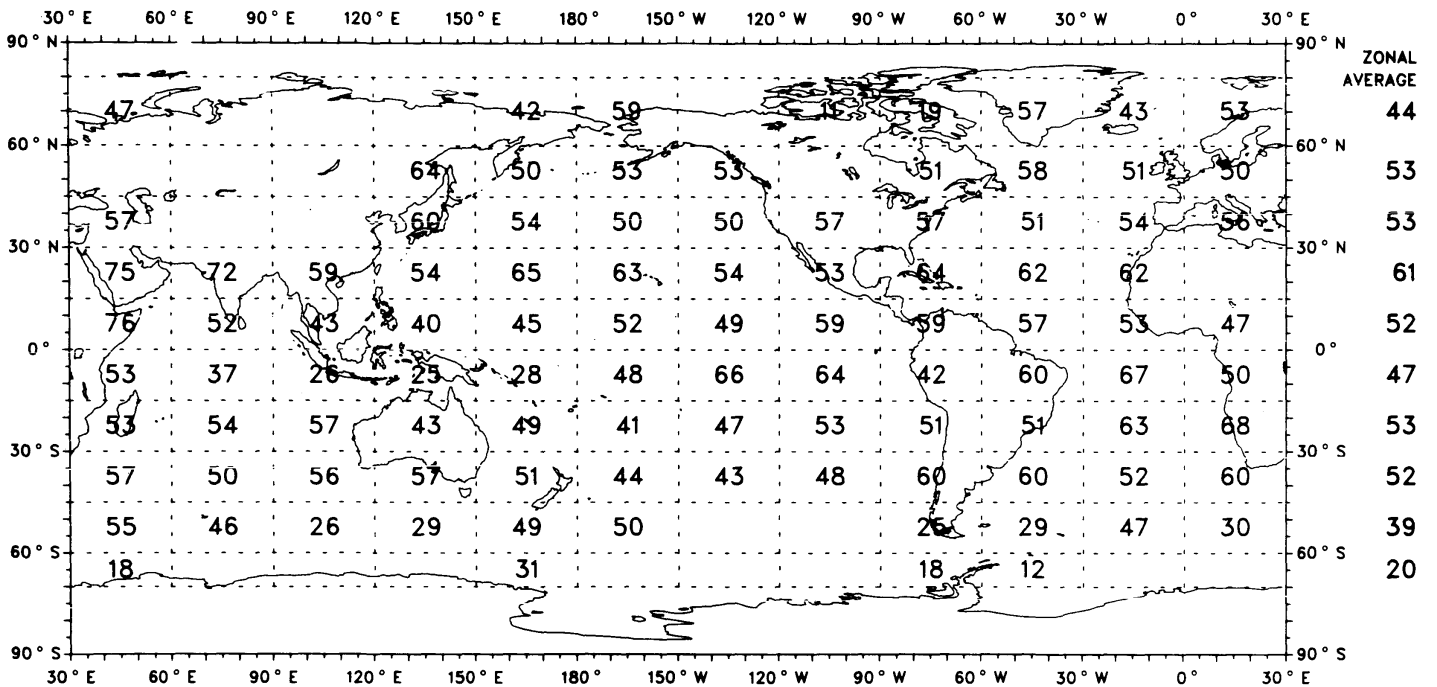 30° E 60° E 90° E 120° E 150° E 180° 150° W 120° W 90° W 60° W 30° W 0° 30° E
90° N 90° N
ZONAL
AVERAGE
47 42 59 19 57 43 53 44
60° N 60° N
64 50 53 53 51 58 51 50 53
57 60 54 50 50 57 57 51 54 56 53
30° N 30° N
75 72 59 54 65 63 54 53 64 62 62 61
76 52 43 40 45 52 49 59 59 57 53 47 52
0° 0°
53 37 26 25 28 48 66 64 42 60 67 50 47
53 54 57 43 49 41 47 53 51 51 63 68 53
30° S 30° S
57 50 56 57 51 44 43 48 60 60 52 60 52
55 46 26 29 49 50 29 47 30 39
60° S 60° S
18 31 18 12 20
90° S 90° S
30° E 60° E 90° E 120° E 150° E 180° 150° W 120° W 90° W 60° W 30° W 0° 30° E